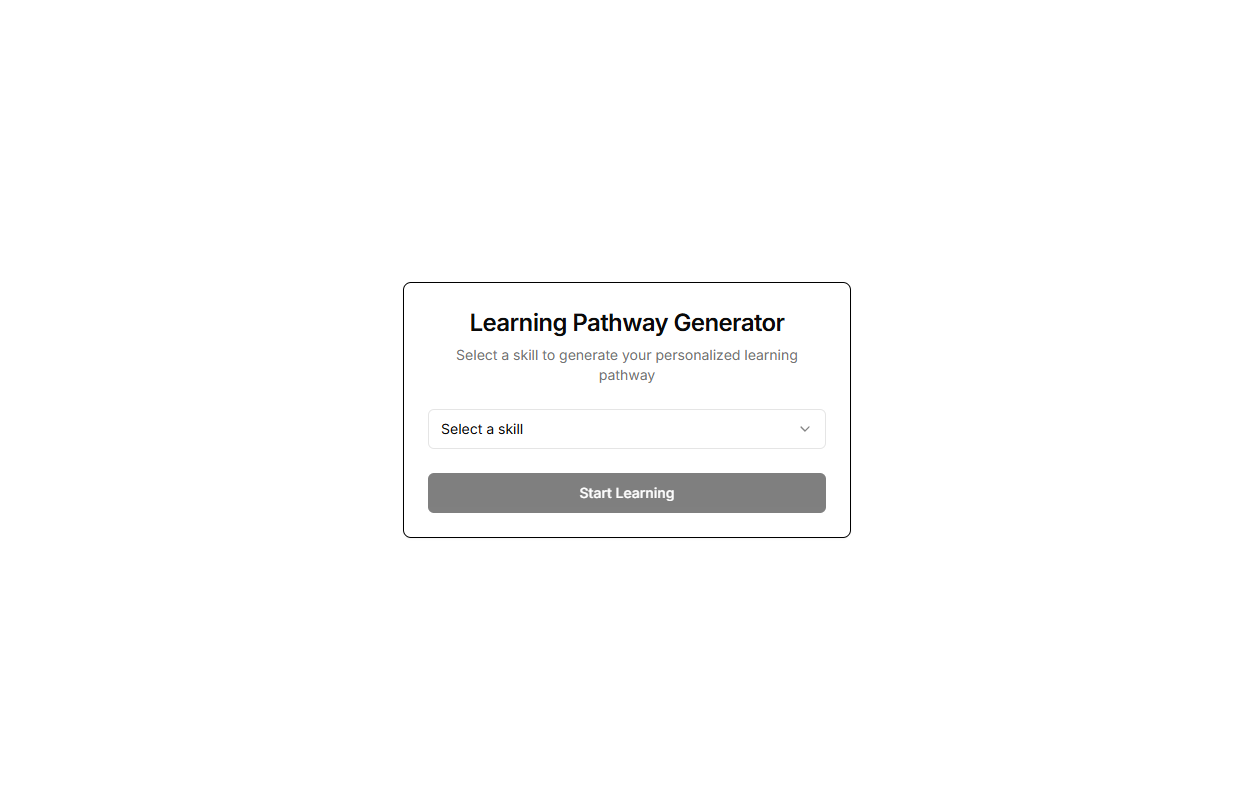 Learning Pathway Generator
Select a skill to generate your personalized learning
pathway
Select a skill
Start Learning